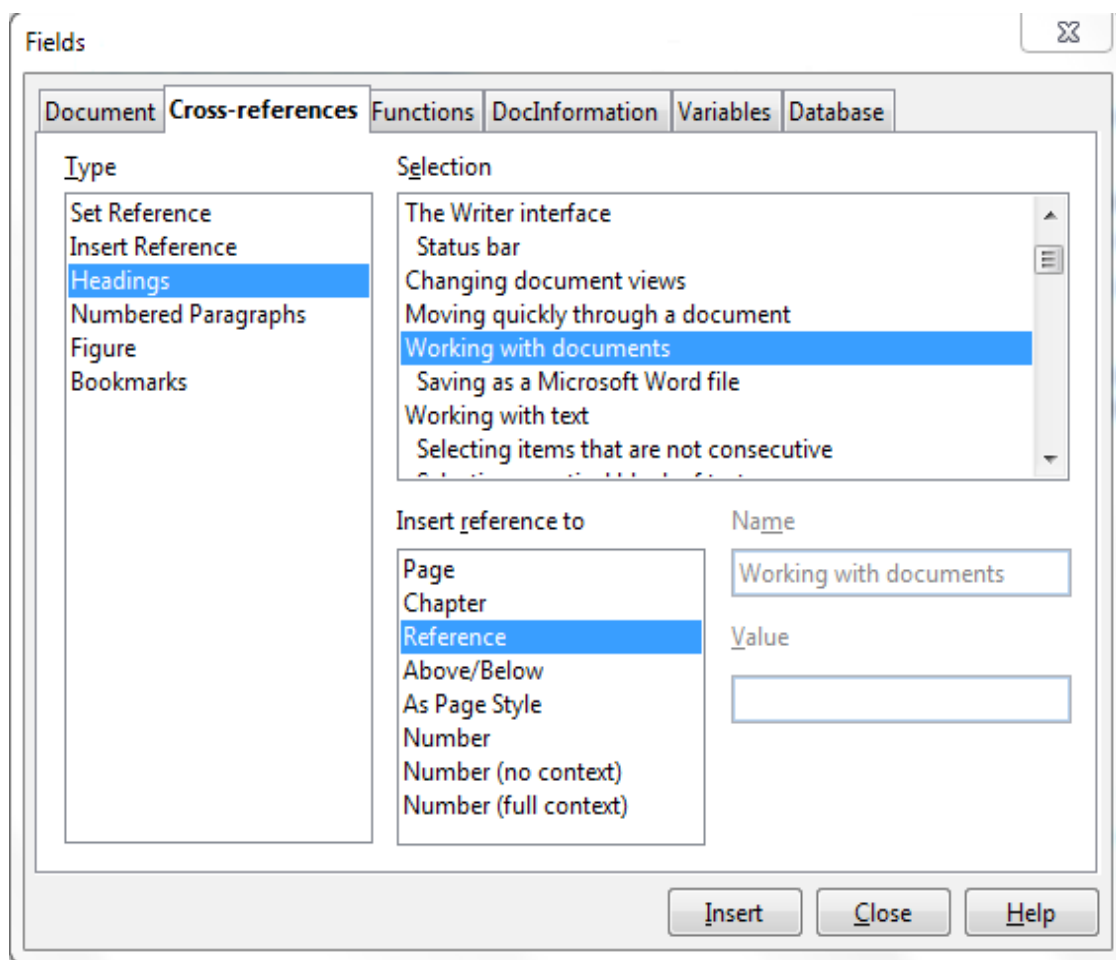 Fields
Document Cross-references Functions DocInformation Variables Database
Type
Set Reference
Insert Reference
Headings
Numbered Paragraphs
Figure
Bookmarks
Selection
The Writer interface
Status bar
Changing document views
Moving quickly through a document
Working with documents
Saving as a Microsoft Word file
Working with text
Selecting items that are not consecutive
Insert reference to
Page
Chapter
Reference
Above/Below
As Page Style
Number
Number (no context)
Number (full context)
Name
Working with documents
Value
Insert Close Help